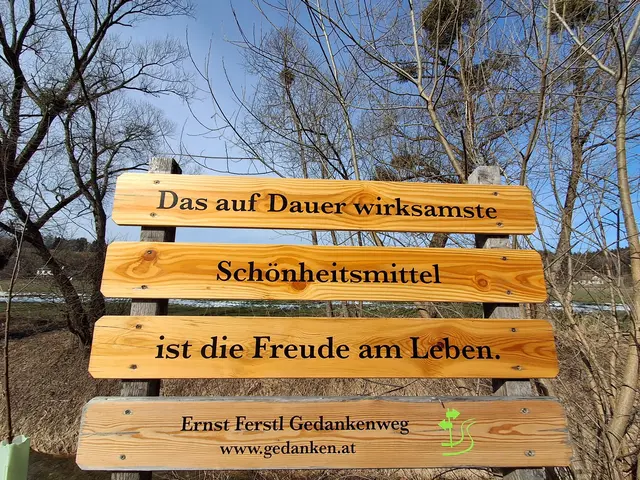 Das auf Dauer wirksamste
Schönheitsmittel
ist die Freude am Leben.
Ernst Ferstl Gedankenweg
www.gedanken.at